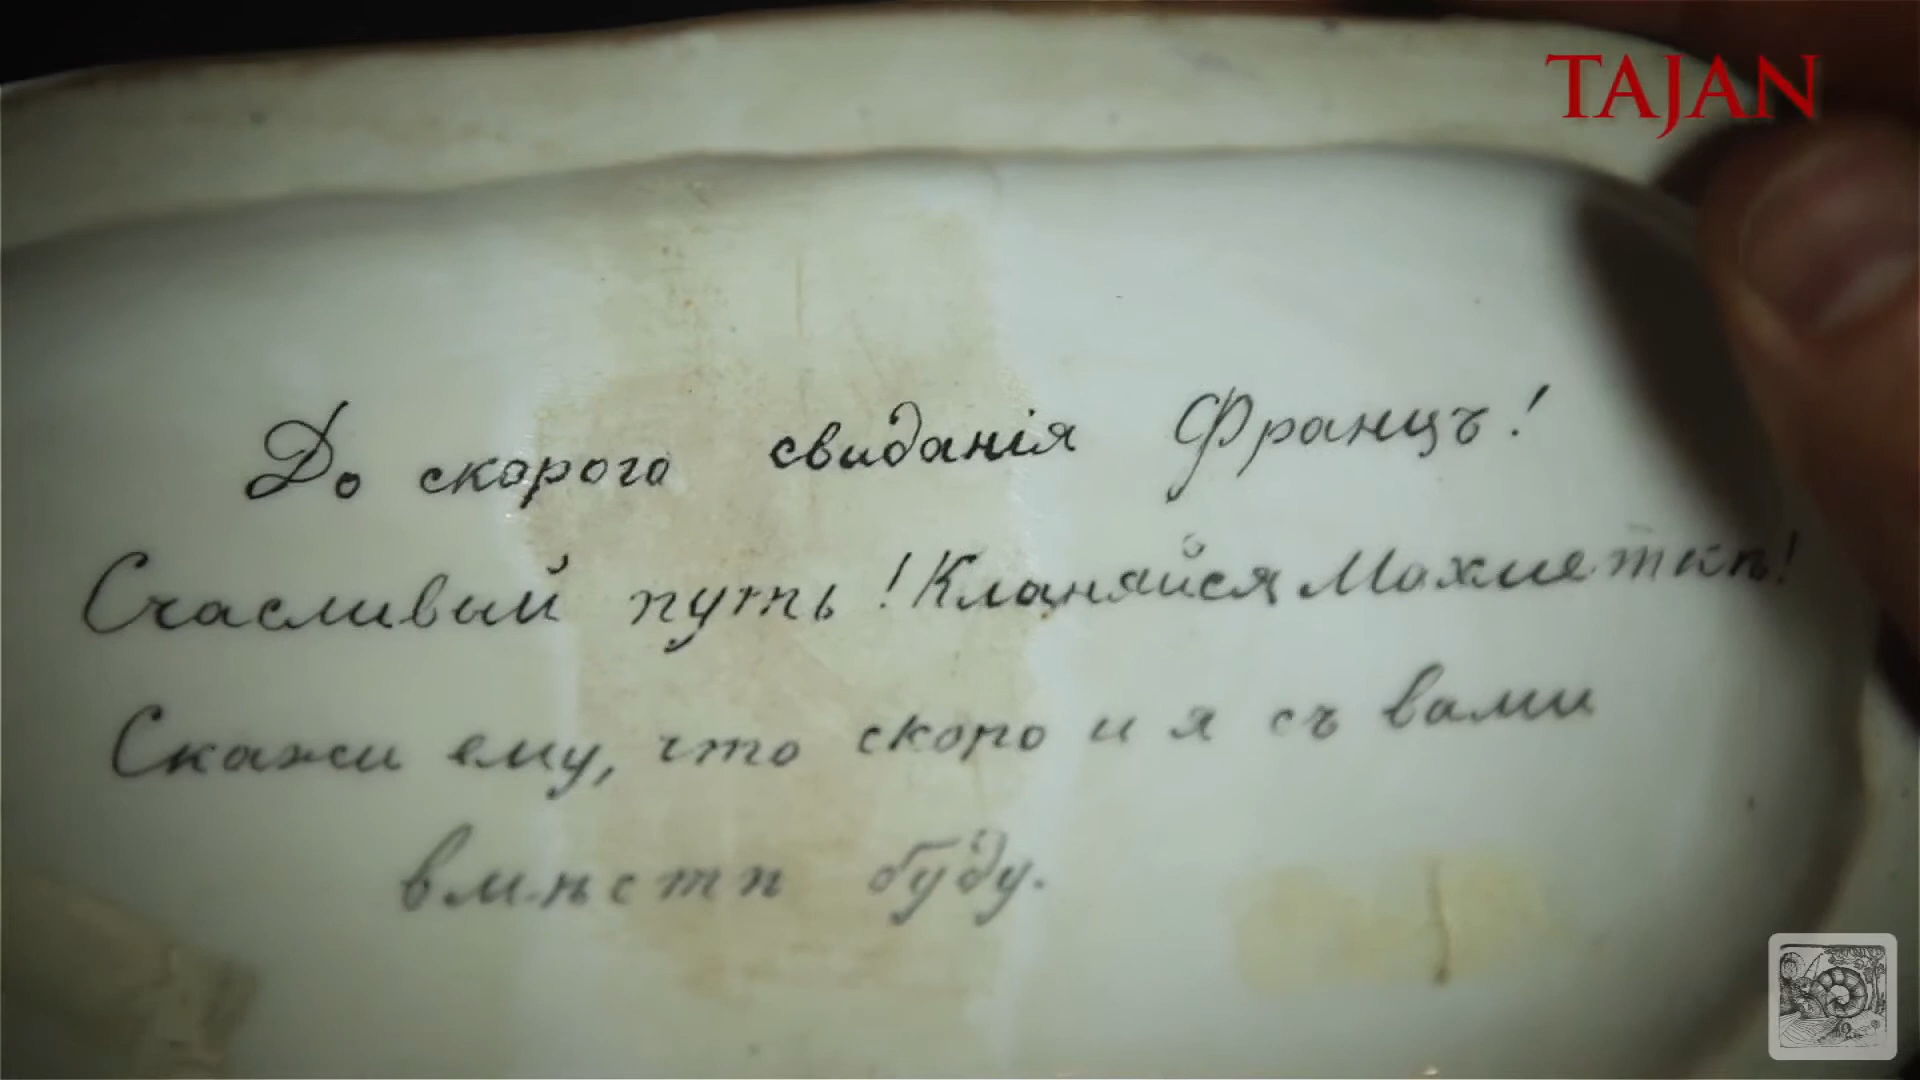 TAJAN
До скораго свиданія Францъ!
Счасливый путь! Кланяйся Махметкѣ!
Скажи ему, что скоро и я съ вами
вмѣстѣ буду.